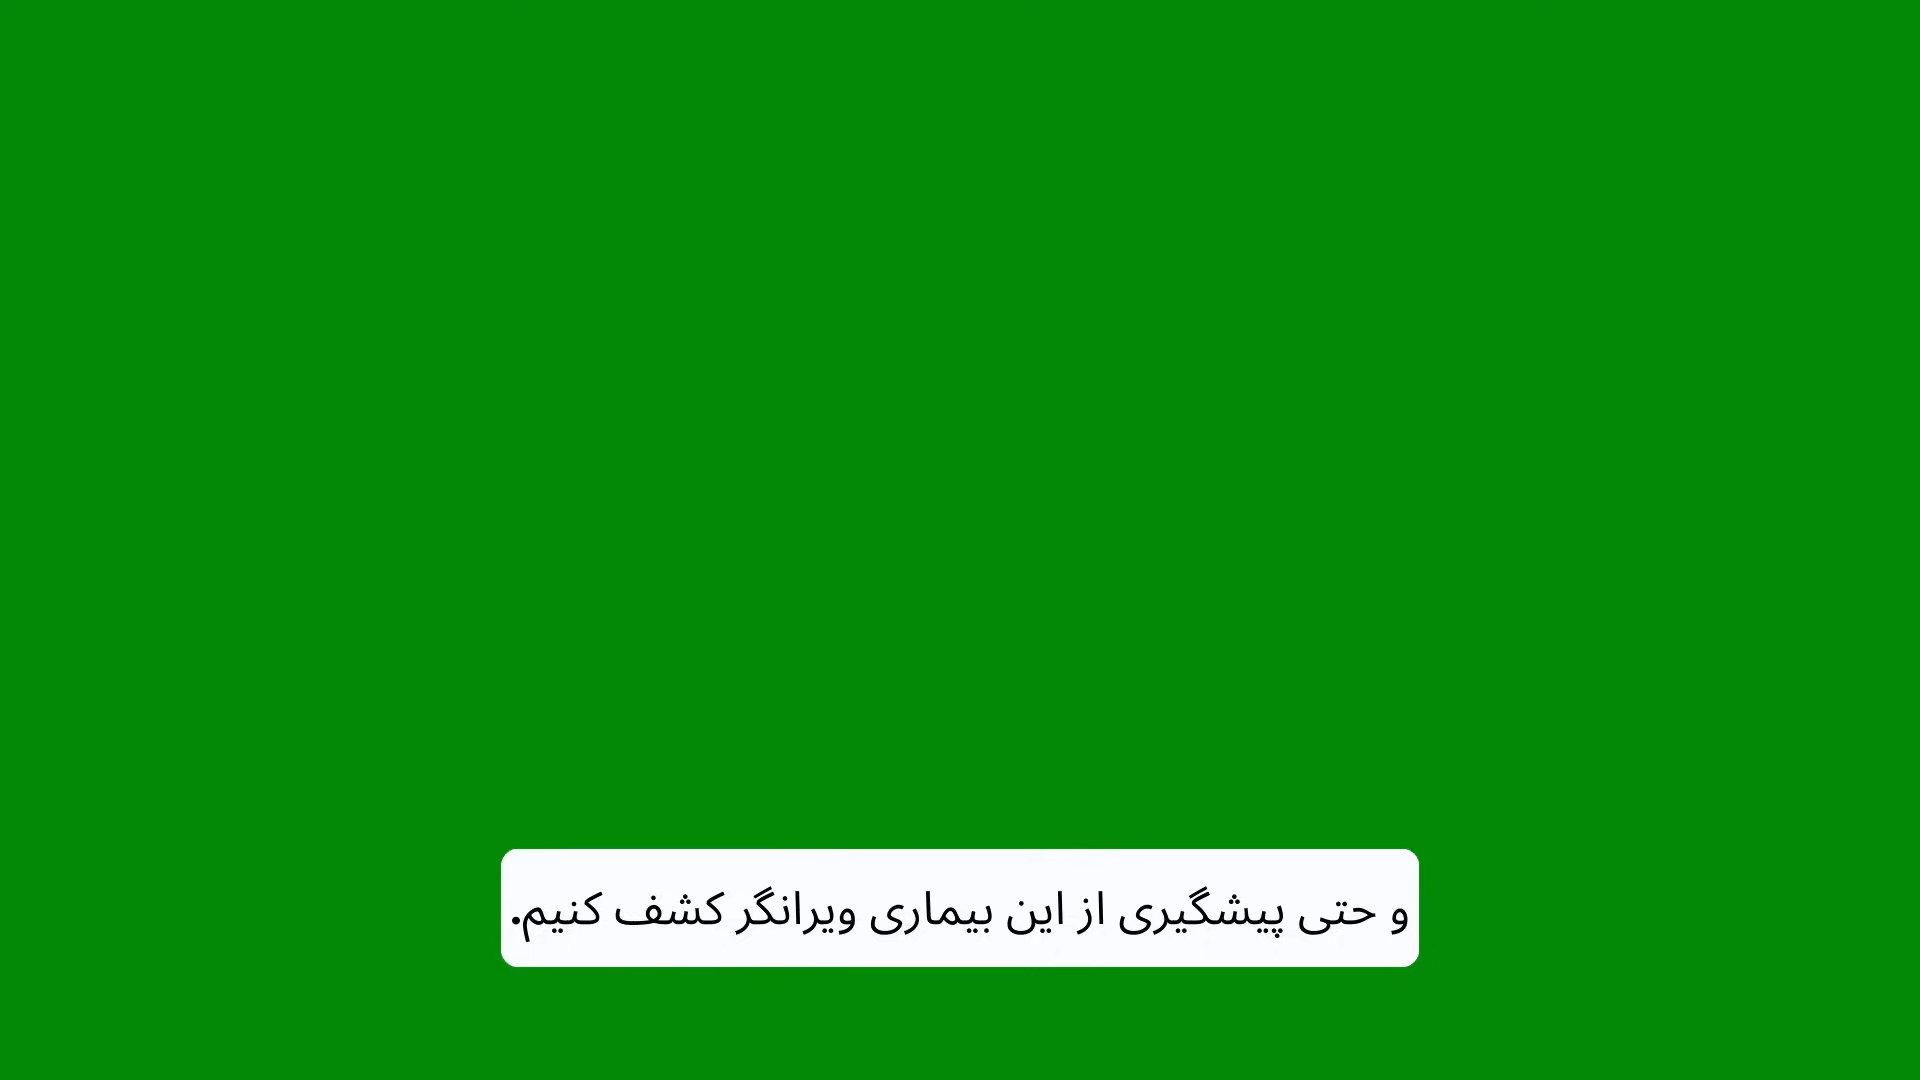 و حتی پیشگیری از این بیماری ویرانگر کشف کنیم.